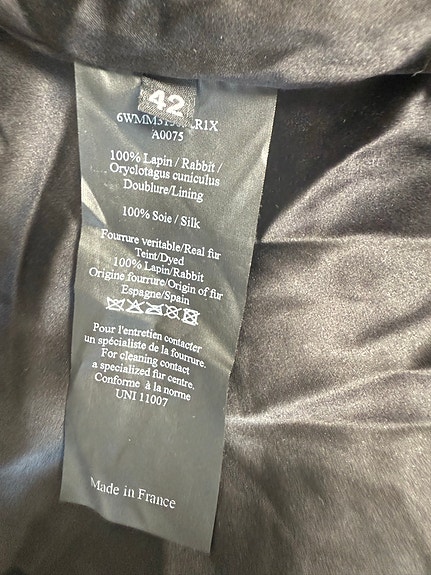 42
A0075
100% Lapin / Rabbit /
Oryclotagus cuniculus
Doublure/Lining
100% Soie / Silk
Fourrure veritable/Real fur
Teint/Dyed
100% Lapin/Rabbit
Origine fourrure/Origin of fur
Espagne/Spain
Pour l'entretien contacter
un spécialiste de la fourrure.
For cleaning contact
a specialized fur centre.
Conforme à la norme
UNI 11007
Made in France